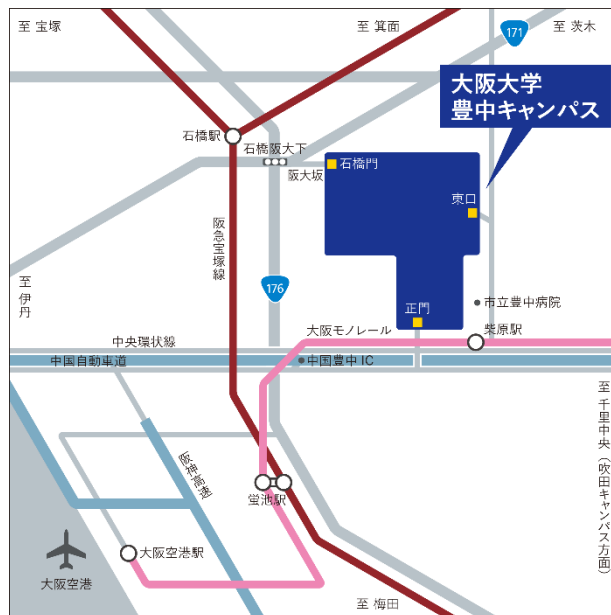 至 宝塚
至 箕面
171
至 茨木
大阪大学
豊中キャンパス
石橋駅
石橋阪大下
阪大坂
石橋門
東口
阪急宝塚線
至 伊丹
176
正門
市立豊中病院
大阪モノレール
柴原駅
中央環状線
中国自動車道
中国豊中 IC
至 千里中央（吹田キャンパス方面）
阪神高速
蛍池駅
大阪空港駅
大阪空港
至 梅田